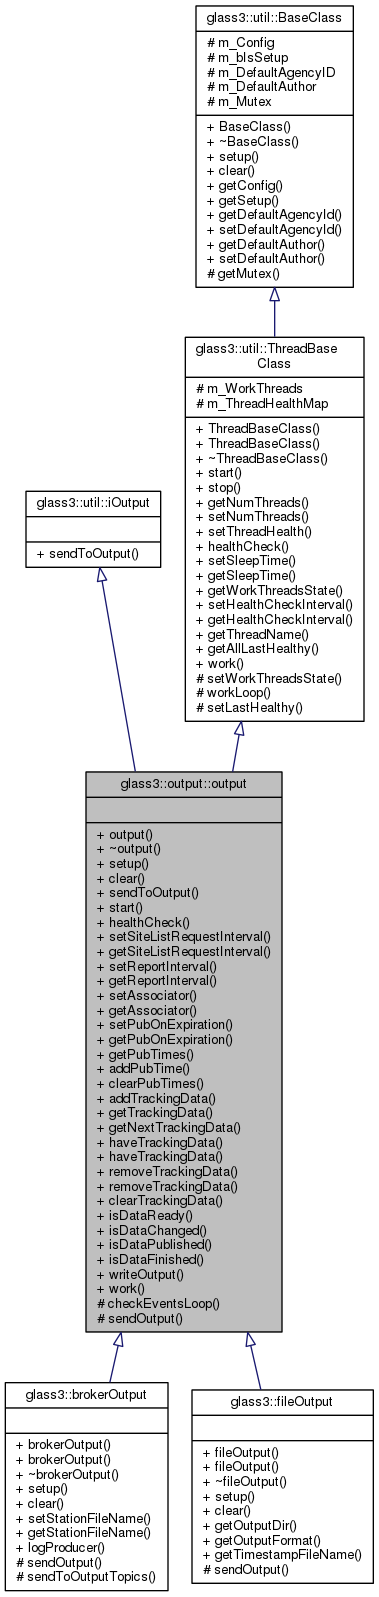 glass3::util::BaseClass
# m_Config
# m_bIsSetup
# m_DefaultAgencyID
# m_DefaultAuthor
# m_Mutex
+ BaseClass()
+ ~BaseClass()
+ setup()
+ clear()
+ getConfig()
+ getSetup()
+ getDefaultAgencyId()
+ setDefaultAgencyId()
+ getDefaultAuthor()
+ setDefaultAuthor()
# getMutex()
glass3::util::ThreadBase
Class
# m_WorkThreads
# m_ThreadHealthMap
+ ThreadBaseClass()
+ ThreadBaseClass()
+ ~ThreadBaseClass()
+ start()
+ stop()
+ getNumThreads()
+ setNumThreads()
+ setThreadHealth()
+ healthCheck()
+ setSleepTime()
+ getSleepTime()
+ getWorkThreadsState()
+ setHealthCheckInterval()
+ getHealthCheckInterval()
+ getThreadName()
+ getAllLastHealthy()
+ work()
# setWorkThreadsState()
# workLoop()
# setLastHealthy()
glass3::util::iOutput
+ sendToOutput()
glass3::output::output
+ output()
+ ~output()
+ setup()
+ clear()
+ sendToOutput()
+ start()
+ healthCheck()
+ setSiteListRequestInterval()
+ getSiteListRequestInterval()
+ setReportInterval()
+ getReportInterval()
+ setAssociator()
+ getAssociator()
+ setPubOnExpiration()
+ getPubOnExpiration()
+ getPubTimes()
+ addPubTime()
+ clearPubTimes()
+ addTrackingData()
+ getTrackingData()
+ getNextTrackingData()
+ haveTrackingData()
+ haveTrackingData()
+ removeTrackingData()
+ removeTrackingData()
+ clearTrackingData()
+ isDataReady()
+ isDataChanged()
+ isDataPublished()
+ isDataFinished()
+ writeOutput()
+ work()
# checkEventsLoop()
# sendOutput()
glass3::brokerOutput
+ brokerOutput()
+ brokerOutput()
+ ~brokerOutput()
+ setup()
+ clear()
+ setStationFileName()
+ getStationFileName()
+ logProducer()
# sendOutput()
# sendToOutputTopics()
glass3::fileOutput
+ fileOutput()
+ fileOutput()
+ ~fileOutput()
+ setup()
+ clear()
+ getOutputDir()
+ getOutputFormat()
+ getTimestampFileName()
# sendOutput()